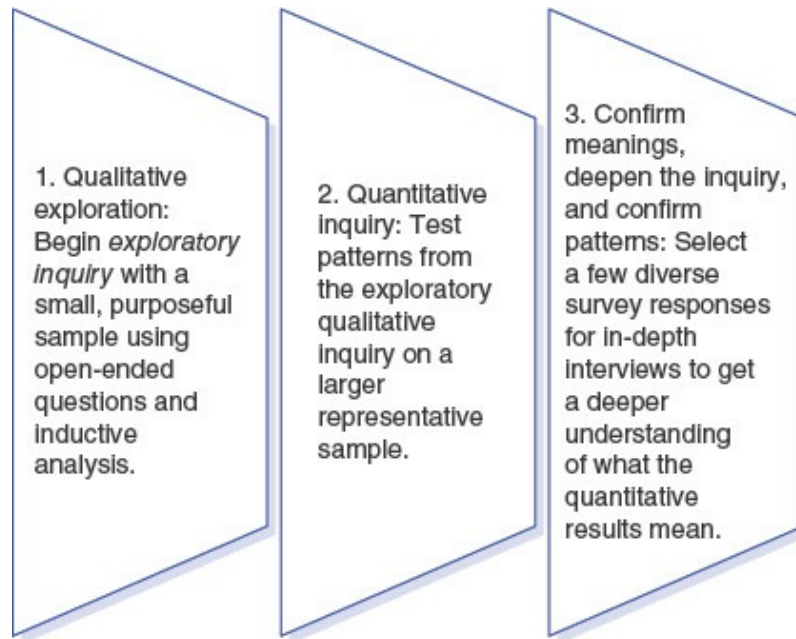 1. Qualitative
exploration:
Begin exploratory
inquiry with a
small, purposeful
sample using
open-ended
questions and
inductive
analysis.
2. Quantitative
inquiry: Test
patterns from
the exploratory
qualitative
inquiry on a
larger
representative
sample.
3. Confirm
meanings,
deepen the inquiry,
and confirm
patterns: Select
a few diverse
survey responses
for in-depth
interviews to get
a deeper
understanding
of what the
quantitative
results mean.